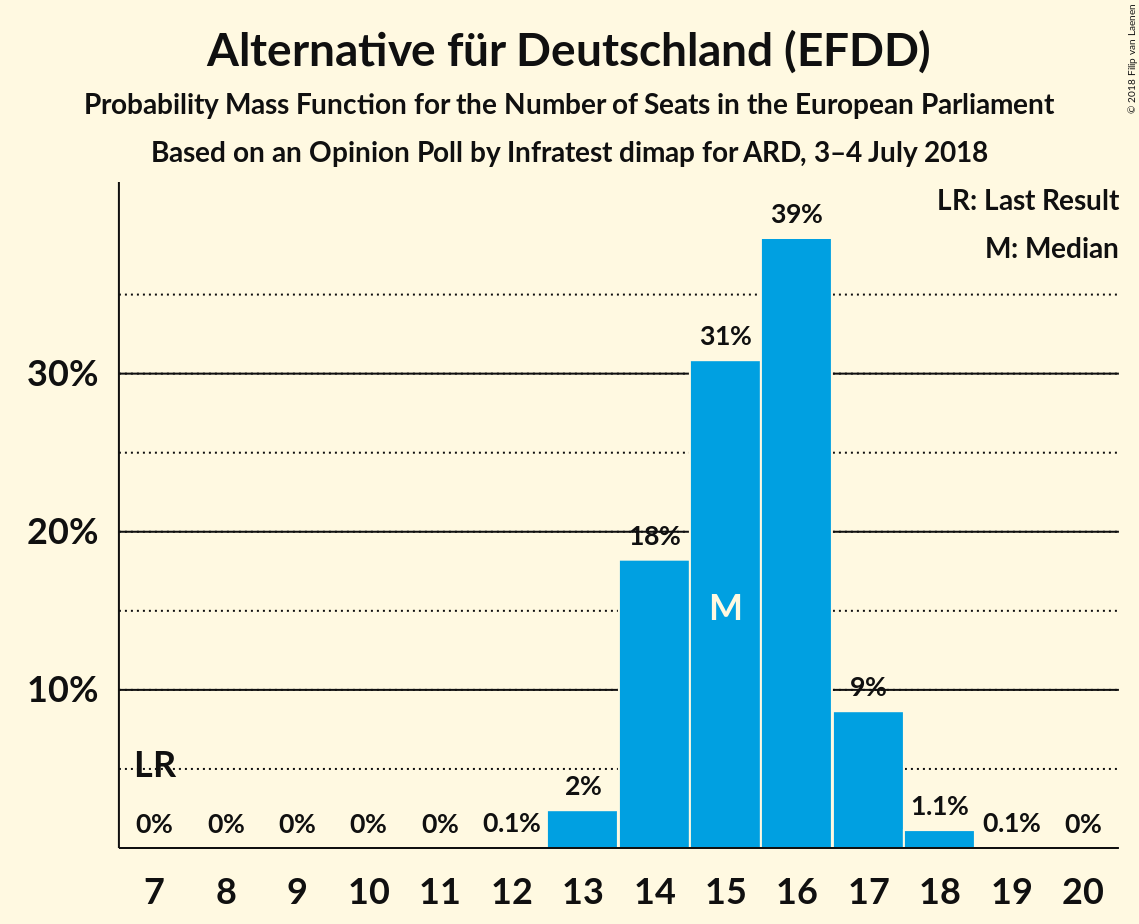 Alternative für Deutschland (EFDD)
Probability Mass Function for the Number of Seats in the European Parliament
Based on an Opinion Poll by Infratest dimap for ARD, 3–4 July 2018
© 2018 Filip van Laenen
LR: Last Result
M: Median
39%
31%
30%
20%
18%
M
10%
9%
LR
2%
1.1%
0% 0% 0% 0% 0% 0.1% 0.1% 0%
7 8 9 10 11 12 13 14 15 16 17 18 19 20